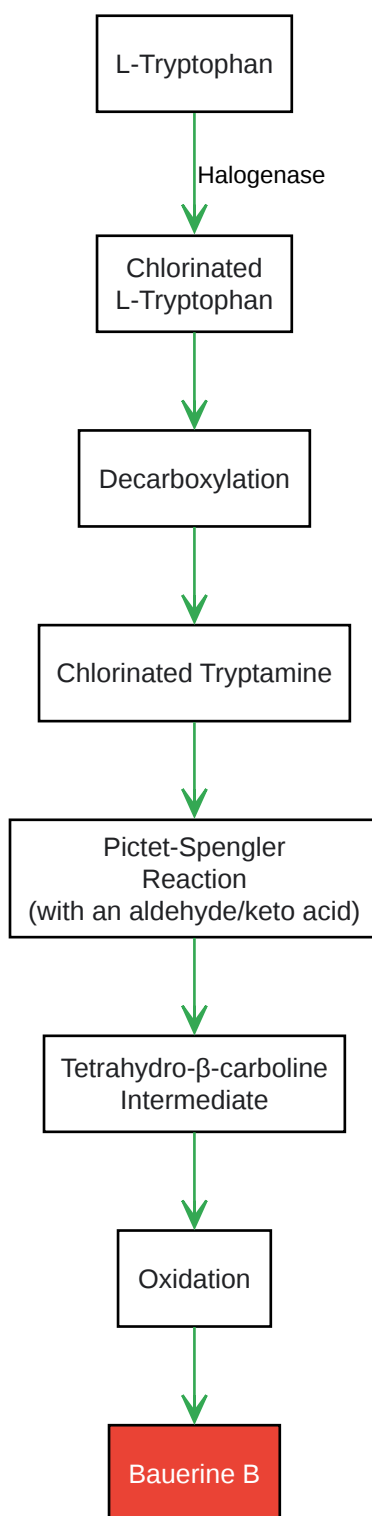 L-Tryptophan
Halogenase
Chlorinated
L-Tryptophan
Decarboxylation
Chlorinated Tryptamine
Pictet-Spengler
Reaction
(with an aldehyde/keto acid)
Tetrahydro-β-carboline
Intermediate
Oxidation
Bauerine B